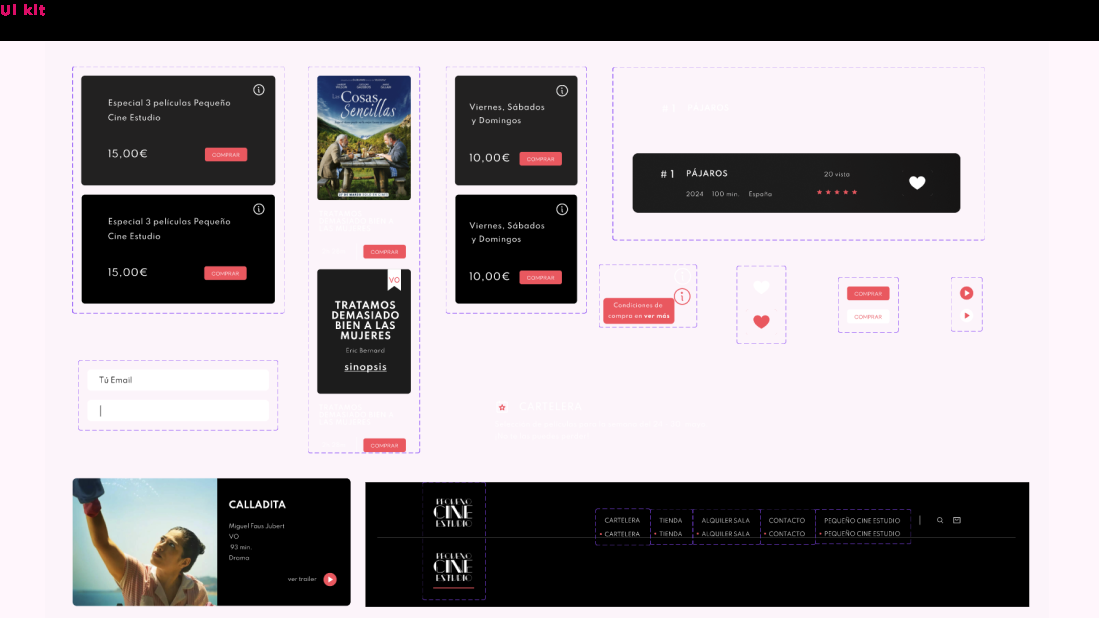 ui kit
Especial 3 películas Pequeño
Cine Estudio
15,00€
COMPRAR
Especial 3 películas Pequeño
Cine Estudio
15,00€
COMPRAR
Cosas
Sencillas
COMPRAR
VO
TRATAMOS
DEMASIADO
BIEN A LAS
MUJERES
Eric Bernard
sinopsis
COMPRAR
Viernes, Sábados
y Domingos
10,00€
COMPRAR
Viernes, Sábados
y Domingos
10,00€
COMPRAR
#1 PÁJAROS
20 vista
2024 100 min. España
Condiciones de
compra en ver más
COMPRAR
COMPRAR
Tú Email
CARTELERA
CALLADITA
Miguel Faus Jubert
VO
93 min.
Drama
ver trailer
PEQUEÑO
CINE
ESTUDIO
PEQUEÑO
CINE
ESTUDIO
CARTELERA TIENDA ALQUILER SALA CONTACTO PEQUEÑO CINE ESTUDIO
CARTELERA TIENDA ALQUILER SALA CONTACTO PEQUEÑO CINE ESTUDIO